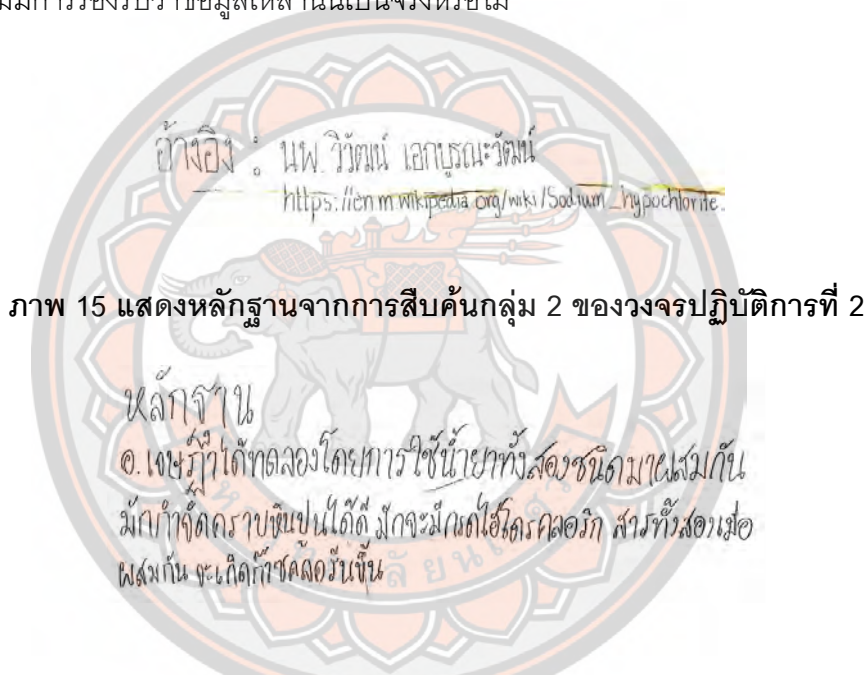 ไม่มีการรองรับว่าข้อมูลเหล่านั้นเป็นจริงหรือไม่
อ้างอิง : นพ. วิวัฒน์ เอกบูรณะวัฒน์
https://en.m.wikipedia.org/wiki/Sodium_hypochlorite.
ภาพ 15 แสดงหลักฐานจากการสืบค้นกลุ่ม 2 ของวงจรปฏิบัติการที่ 2
หลักฐาน
อ. เจษฎาได้ทดลองโดยการใช้น้ำยาทั้งสองชนิดมาผสมกัน
มักกำจัดคราบหินปูนได้ดี มักจะมีกรดไฮโดรคลอริก สารทั้งสองเมื่อ
ผสมกัน จะเกิดก๊าซคลอรีนขึ้น